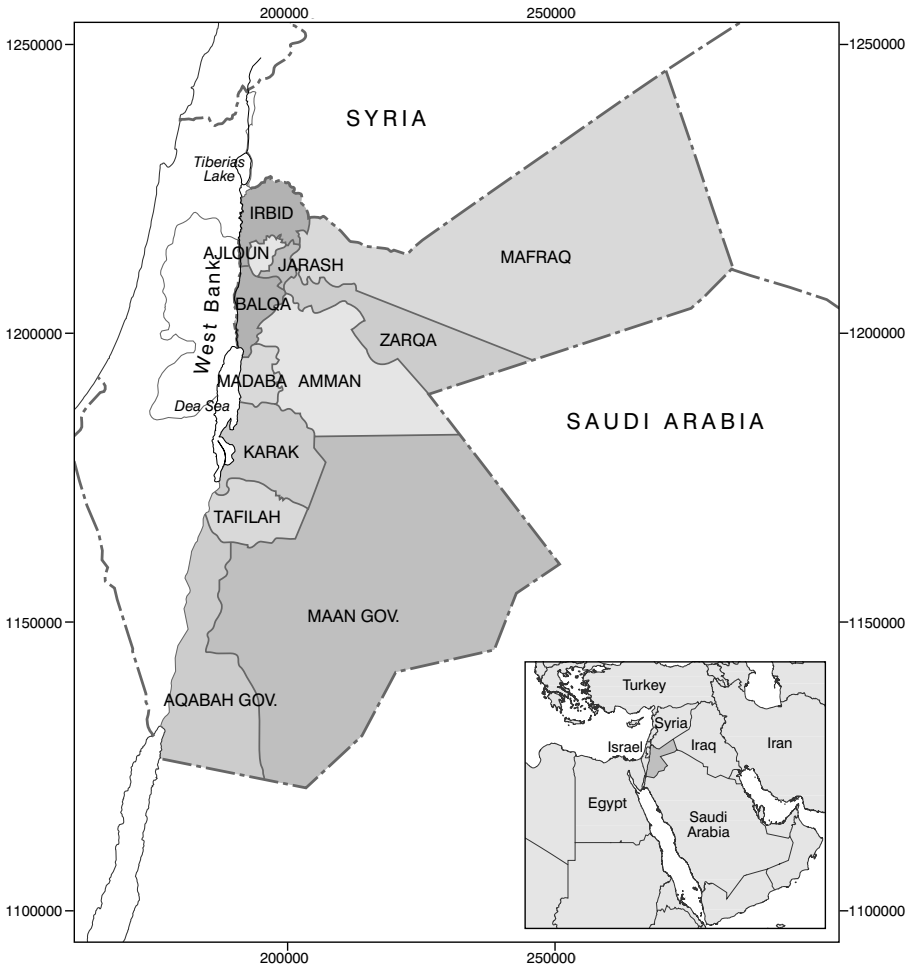 200000
250000
1250000
1250000
SYRIA
Tiberias
Lake
IRBID
AJLOUN
JARASH
MAFRAQ
West Bank
BALQA
1200000
1200000
ZARQA
MADABA
AMMAN
Dea Sea
SAUDI ARABIA
KARAK
TAFILAH
MAAN GOV.
1150000
1150000
AQABAH GOV.
Turkey
Syria
Israel
Iraq
Iran
Egypt
Saudi
Arabia
1100000
1100000
200000
250000